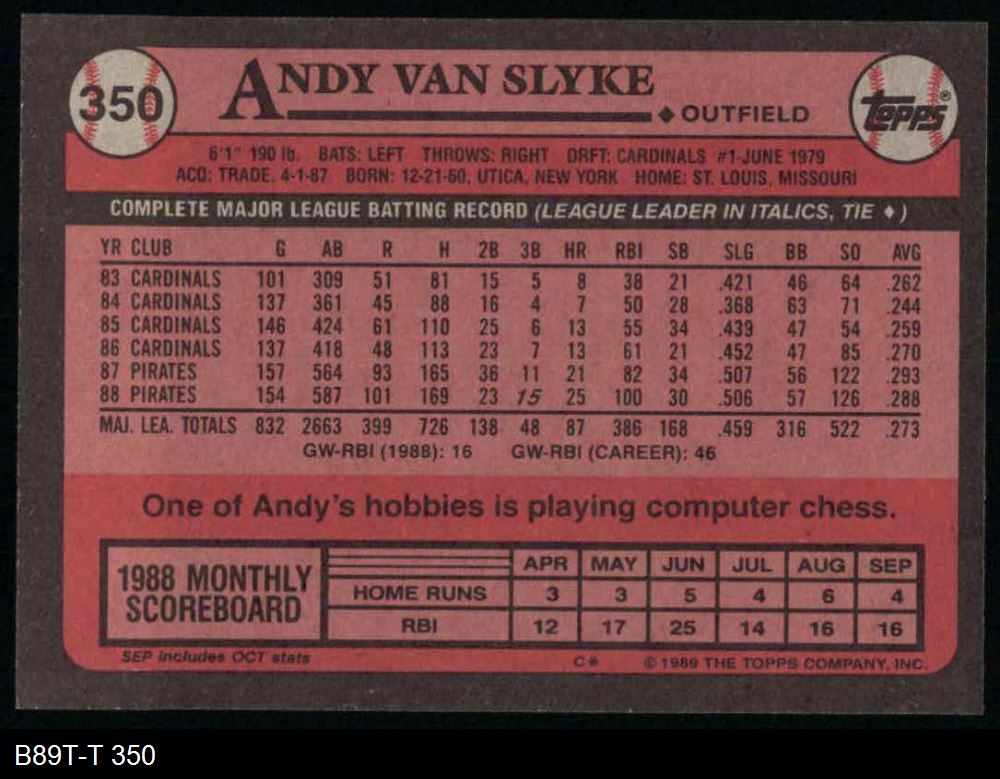 350
ANDY VAN SLYKE
♦ OUTFIELD
Topps®
6'1" 190 lb. BATS: LEFT THROWS: RIGHT DRFT: CARDINALS #1-JUNE 1979
ACQ: TRADE, 4-1-87 BORN: 12-21-60, UTICA, NEW YORK HOME: ST. LOUIS, MISSOURI
COMPLETE MAJOR LEAGUE BATTING RECORD (LEAGUE LEADER IN ITALICS, TIE ♦)
YR CLUB G AB R H 2B 3B HR RBI SB SLG BB SO AVG
83 CARDINALS 101 309 51 81 15 5 8 38 21 .421 46 64 .262
84 CARDINALS 137 361 45 88 16 4 7 50 28 .368 63 71 .244
85 CARDINALS 146 424 61 110 25 6 13 55 34 .439 47 54 .259
86 CARDINALS 137 418 48 113 23 7 13 61 21 .452 47 85 .270
87 PIRATES 157 564 93 165 36 11 21 82 34 .507 56 122 .293
88 PIRATES 154 587 101 169 23 15 25 100 30 .506 57 126 .288
MAJ. LEA. TOTALS 832 2663 399 726 138 48 87 386 168 .459 316 522 .273
GW-RBI (1988): 16 GW-RBI (CAREER): 46
One of Andy's hobbies is playing computer chess.
1988 MONTHLY
SCOREBOARD
APR MAY JUN JUL AUG SEP
HOME RUNS 3 3 5 4 6 4
RBI 12 17 25 14 16 16
SEP includes OCT stats
C* © 1989 THE TOPPS COMPANY, INC.
B89T-T 350